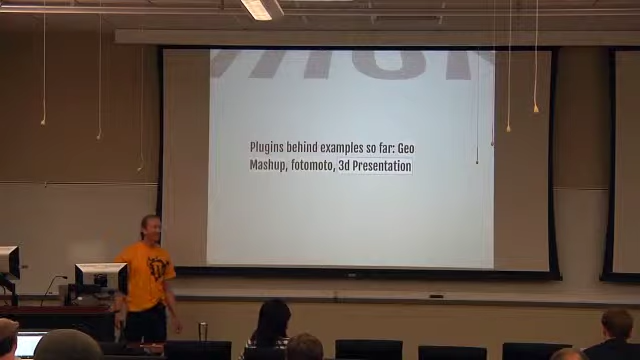 Plugins behind examples so far: Geo
Mashup, fotomoto, 3d Presentation